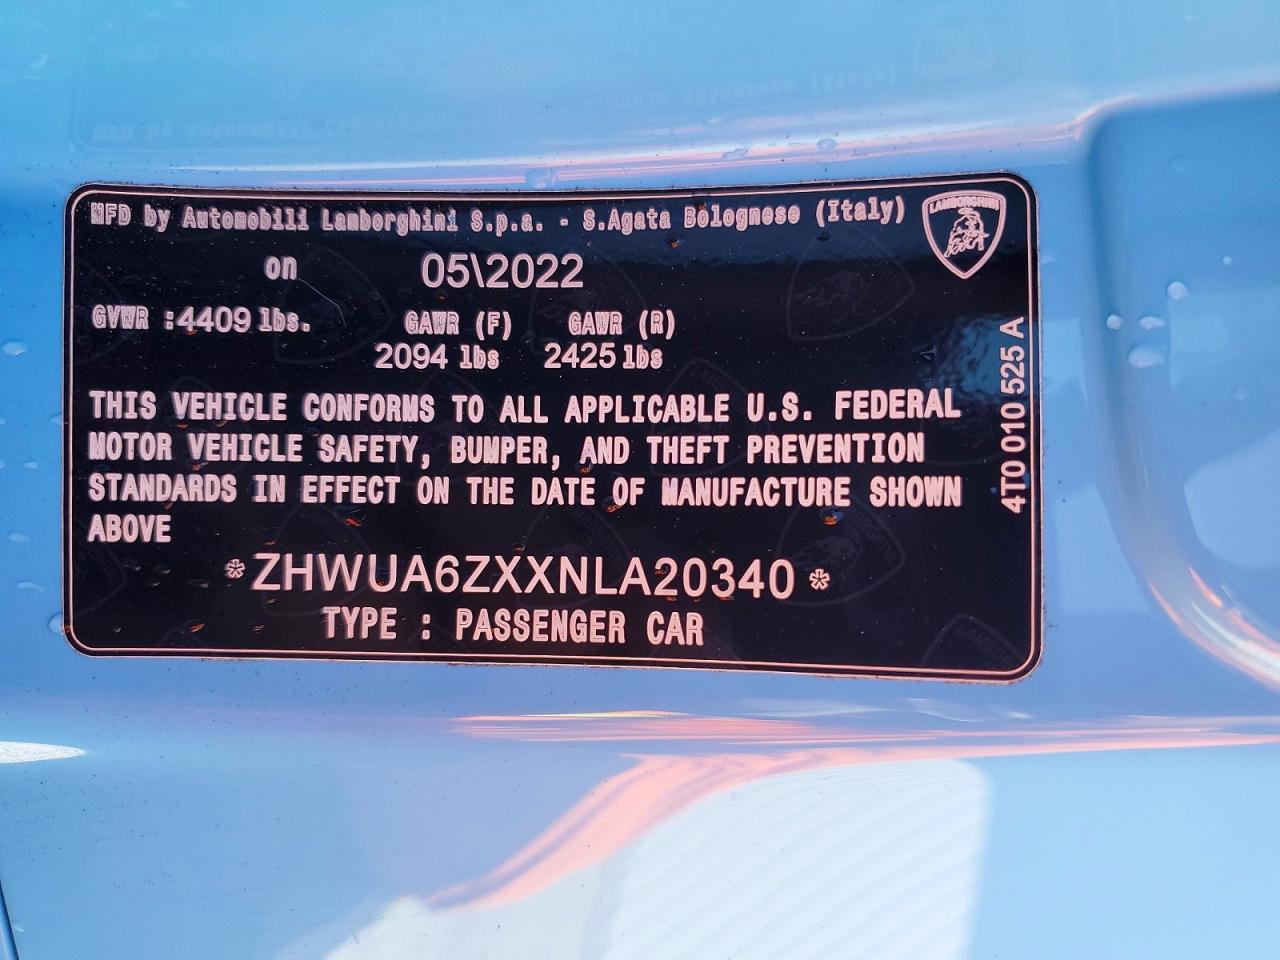 MFD by Automobili Lamborghini S.p.a. - S.Agata Bolognese (Italy)
LAMBORGHINI
on 05\2022
GVWR :4409 lbs. GAWR (F) GAWR (R)
2094 lbs 2425 lbs
THIS VEHICLE CONFORMS TO ALL APPLICABLE U.S. FEDERAL
MOTOR VEHICLE SAFETY, BUMPER, AND THEFT PREVENTION
STANDARDS IN EFFECT ON THE DATE OF MANUFACTURE SHOWN
ABOVE
*ZHWUA6ZXXNLA20340*
TYPE : PASSENGER CAR
4T0 010 525 A